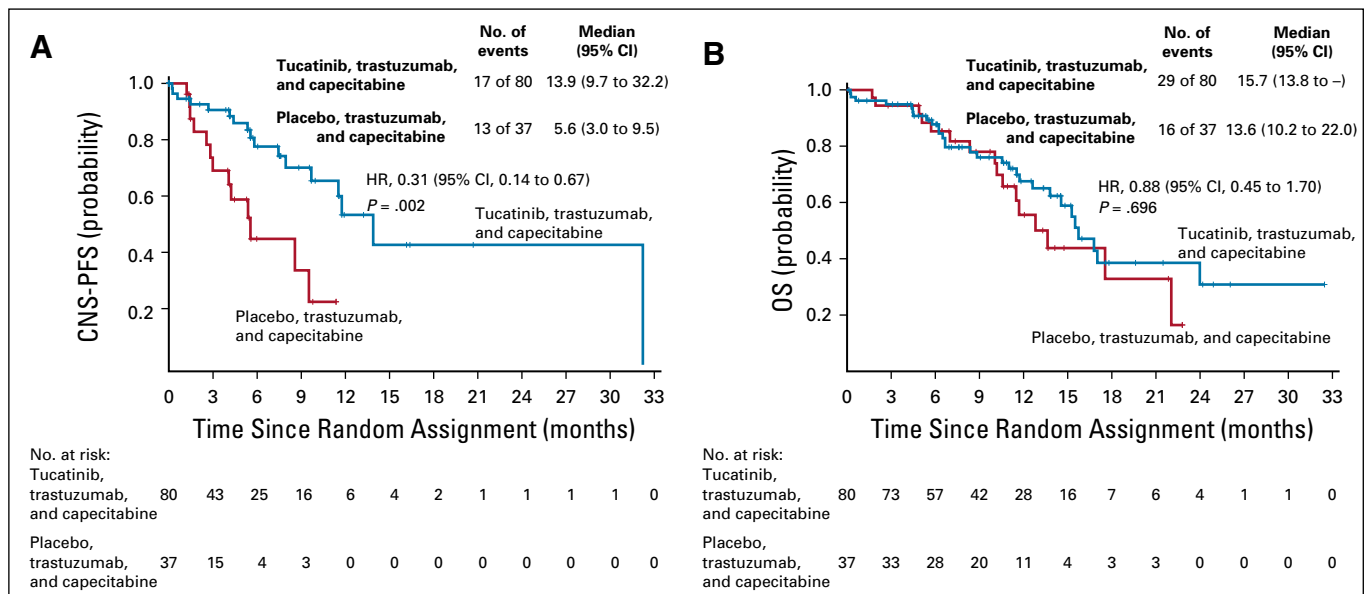 A
No. of events
Median (95% CI)
Tucatinib, trastuzumab, and capecitabine
17 of 80 13.9 (9.7 to 32.2)
Placebo, trastuzumab, and capecitabine
13 of 37 5.6 (3.0 to 9.5)
HR, 0.31 (95% CI, 0.14 to 0.67)
P = .002
Tucatinib, trastuzumab,
and capecitabine
Placebo, trastuzumab,
and capecitabine
CNS-PFS (probability)
1.0
0.8
0.6
0.4
0.2
0 3 6 9 12 15 18 21 24 27 30 33
Time Since Random Assignment (months)
No. at risk:
Tucatinib,
trastuzumab,
and capecitabine
80 43 25 16 6 4 2 1 1 1 1 0
Placebo,
trastuzumab,
and capecitabine
37 15 4 3 0 0 0 0 0 0 0 0
B
No. of events
Median (95% CI)
Tucatinib, trastuzumab, and capecitabine
29 of 80 15.7 (13.8 to –)
Placebo, trastuzumab, and capecitabine
16 of 37 13.6 (10.2 to 22.0)
HR, 0.88 (95% CI, 0.45 to 1.70)
P = .696
Tucatinib, trastuzumab,
and capecitabine
Placebo, trastuzumab, and capecitabine
OS (probability)
1.0
0.8
0.6
0.4
0.2
0 3 6 9 12 15 18 21 24 27 30 33
Time Since Random Assignment (months)
No. at risk:
Tucatinib,
trastuzumab,
and capecitabine
80 73 57 42 28 16 7 6 4 1 1 0
Placebo,
trastuzumab,
and capecitabine
37 33 28 20 11 4 3 3 0 0 0 0